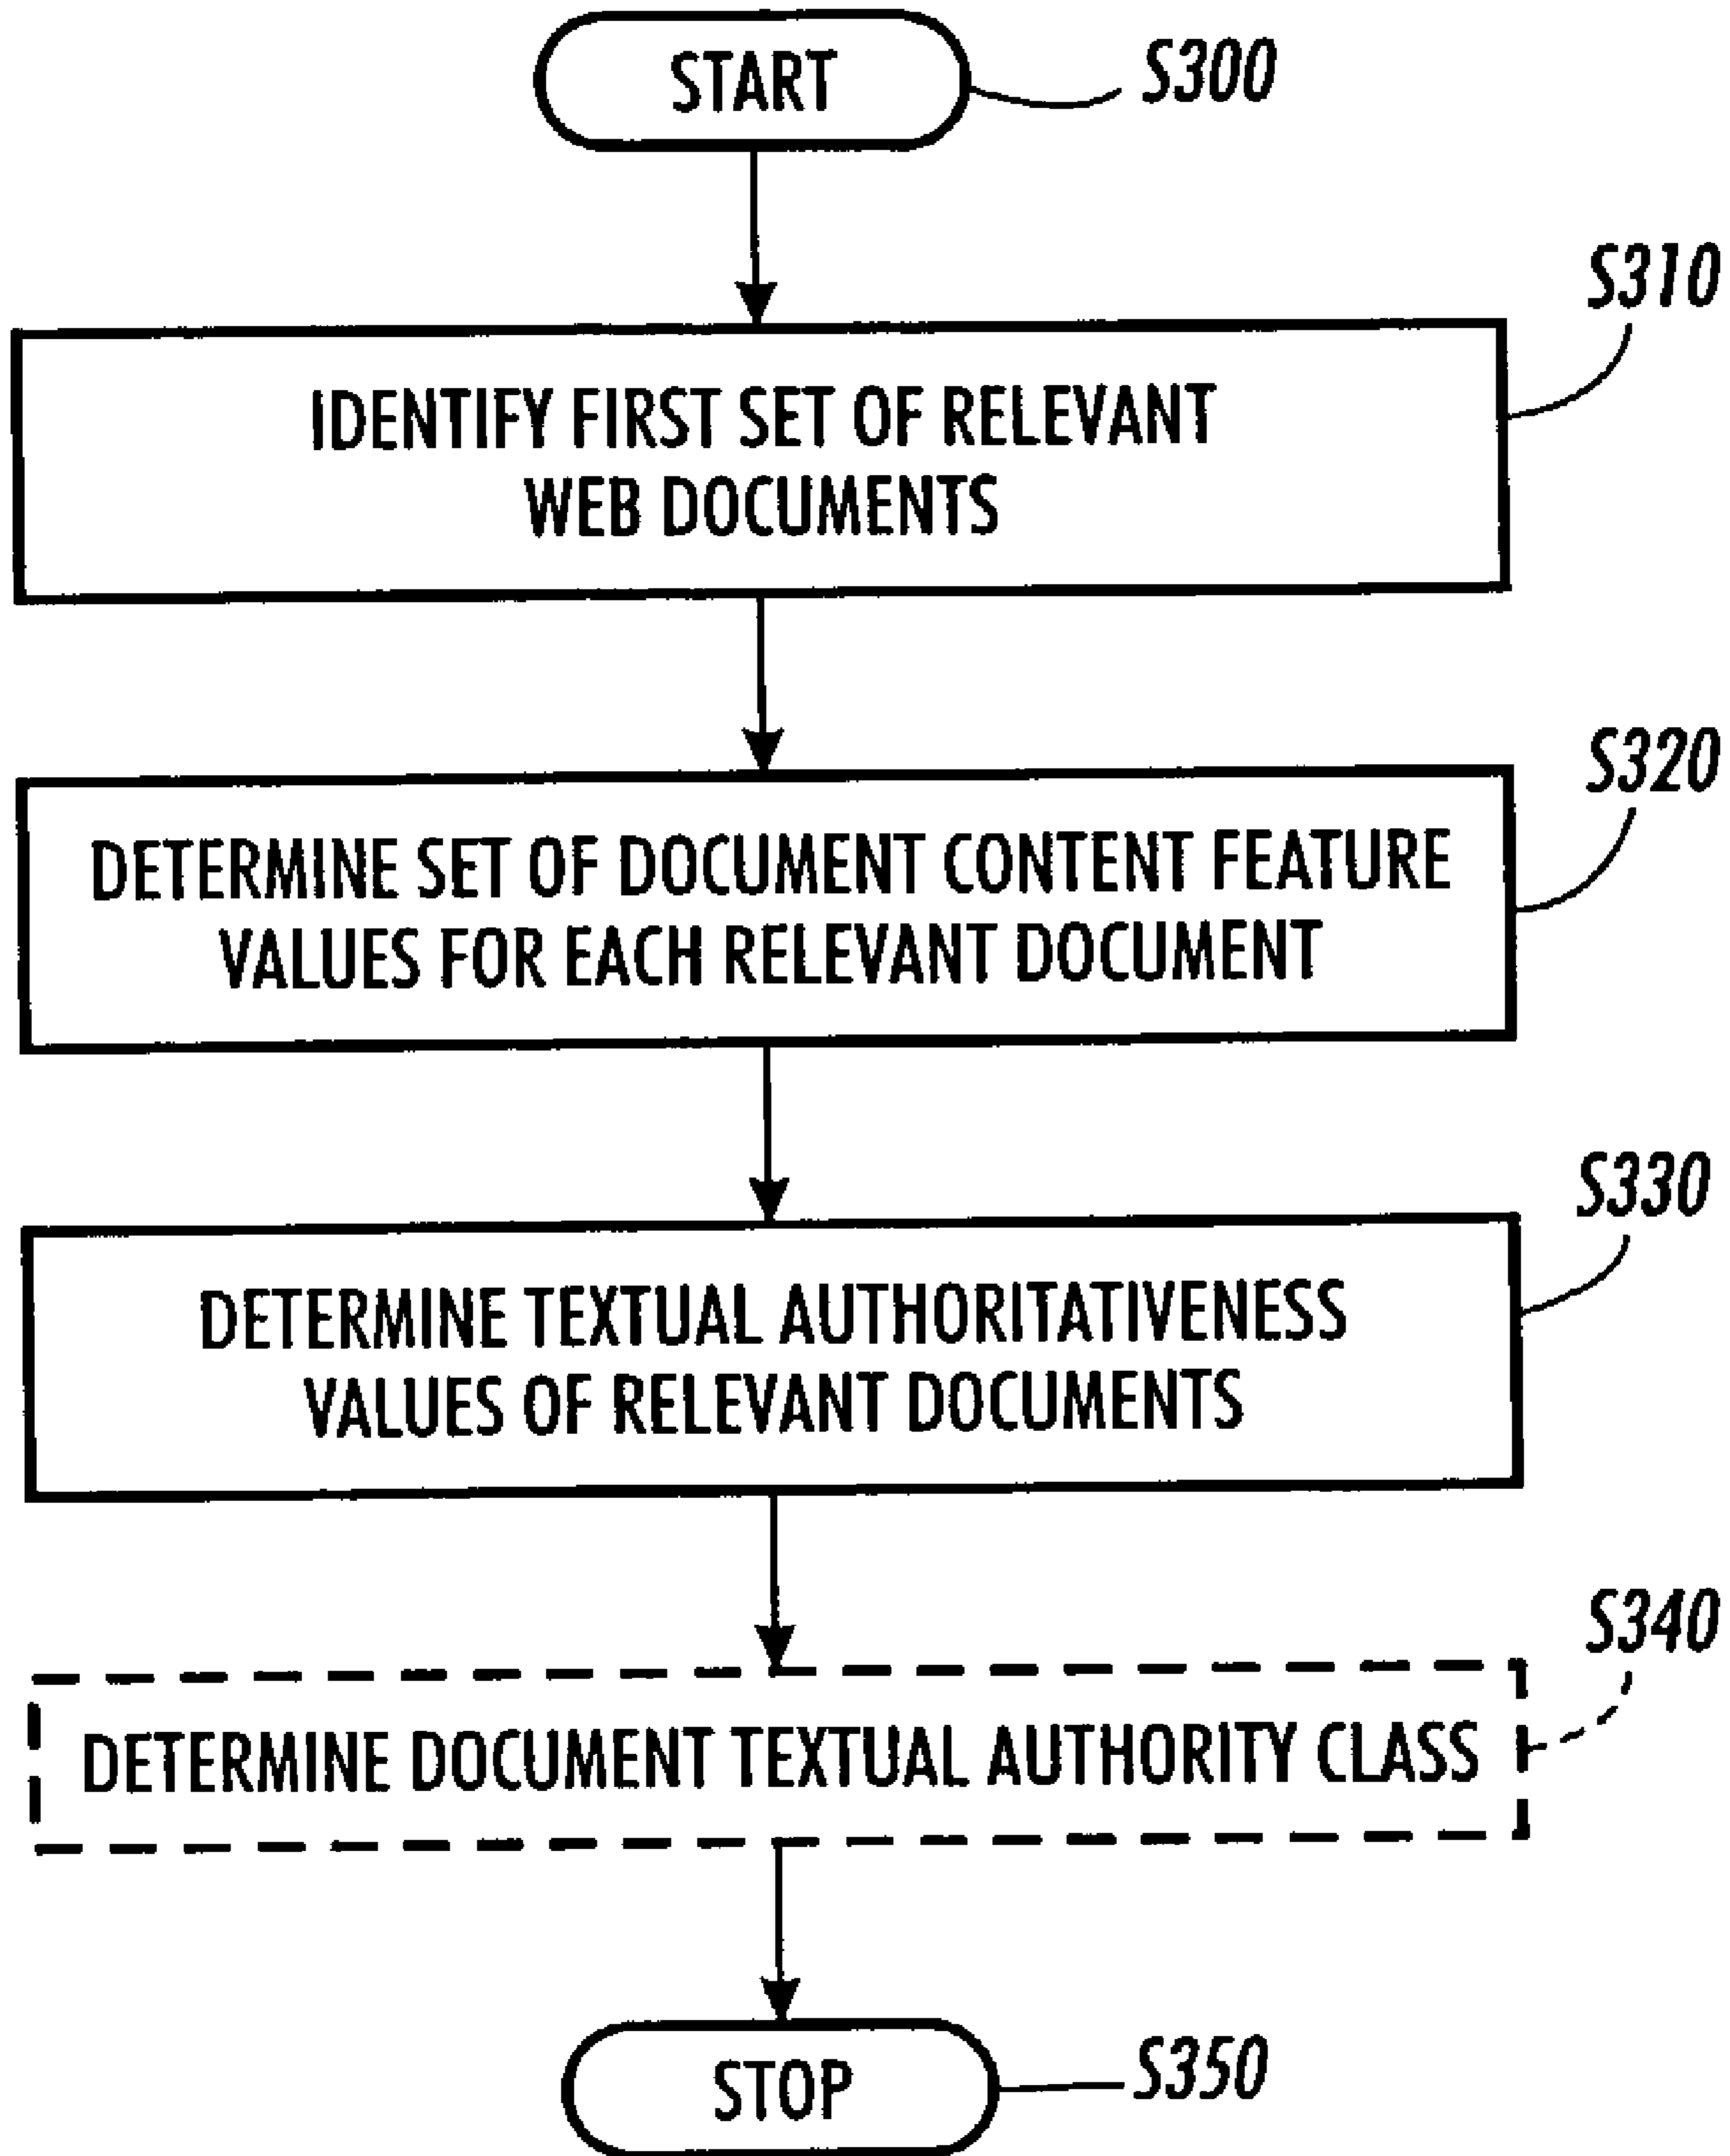 START
S300
S310
IDENTIFY FIRST SET OF RELEVANT
WEB DOCUMENTS
S320
DETERMINE SET OF DOCUMENT CONTENT FEATURE
VALUES FOR EACH RELEVANT DOCUMENT
S330
DETERMINE TEXTUAL AUTHORITATIVENESS
VALUES OF RELEVANT DOCUMENTS
S340
DETERMINE DOCUMENT TEXTUAL AUTHORITY CLASS
STOP
S350